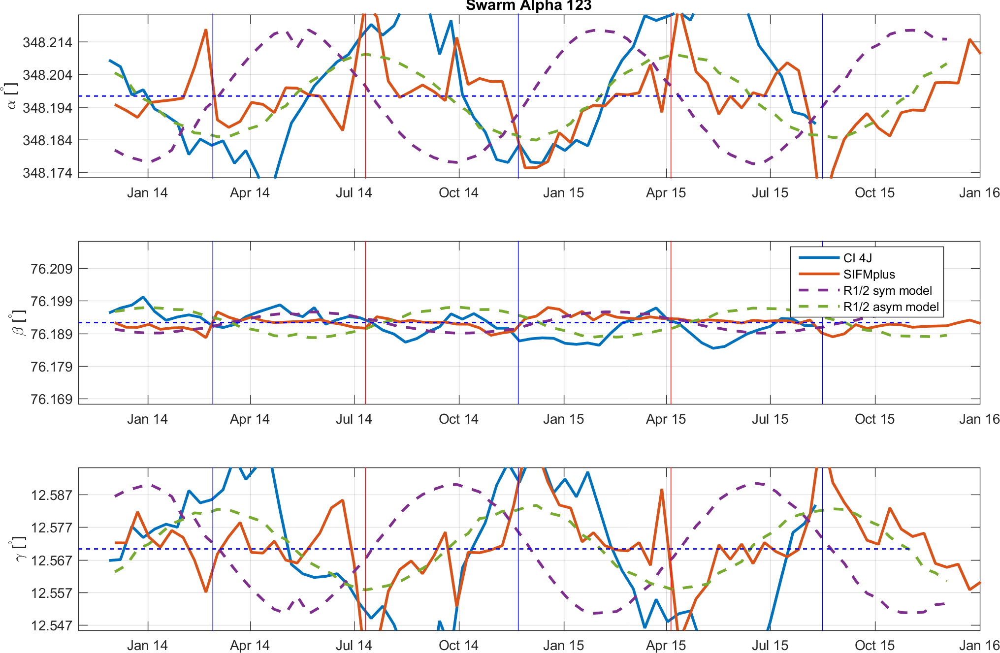 Swarm Alpha 123
α [°]
348.214
348.204
348.194
348.184
348.174
Jan 14 Apr 14 Jul 14 Oct 14 Jan 15 Apr 15 Jul 15 Oct 15 Jan 16
β [°]
76.209
76.199
76.189
76.179
76.169
CI 4J
SIFMplus
R1/2 sym model
R1/2 asym model
Jan 14 Apr 14 Jul 14 Oct 14 Jan 15 Apr 15 Jul 15 Oct 15 Jan 16
γ [°]
12.587
12.577
12.567
12.557
12.547
Jan 14 Apr 14 Jul 14 Oct 14 Jan 15 Apr 15 Jul 15 Oct 15 Jan 16